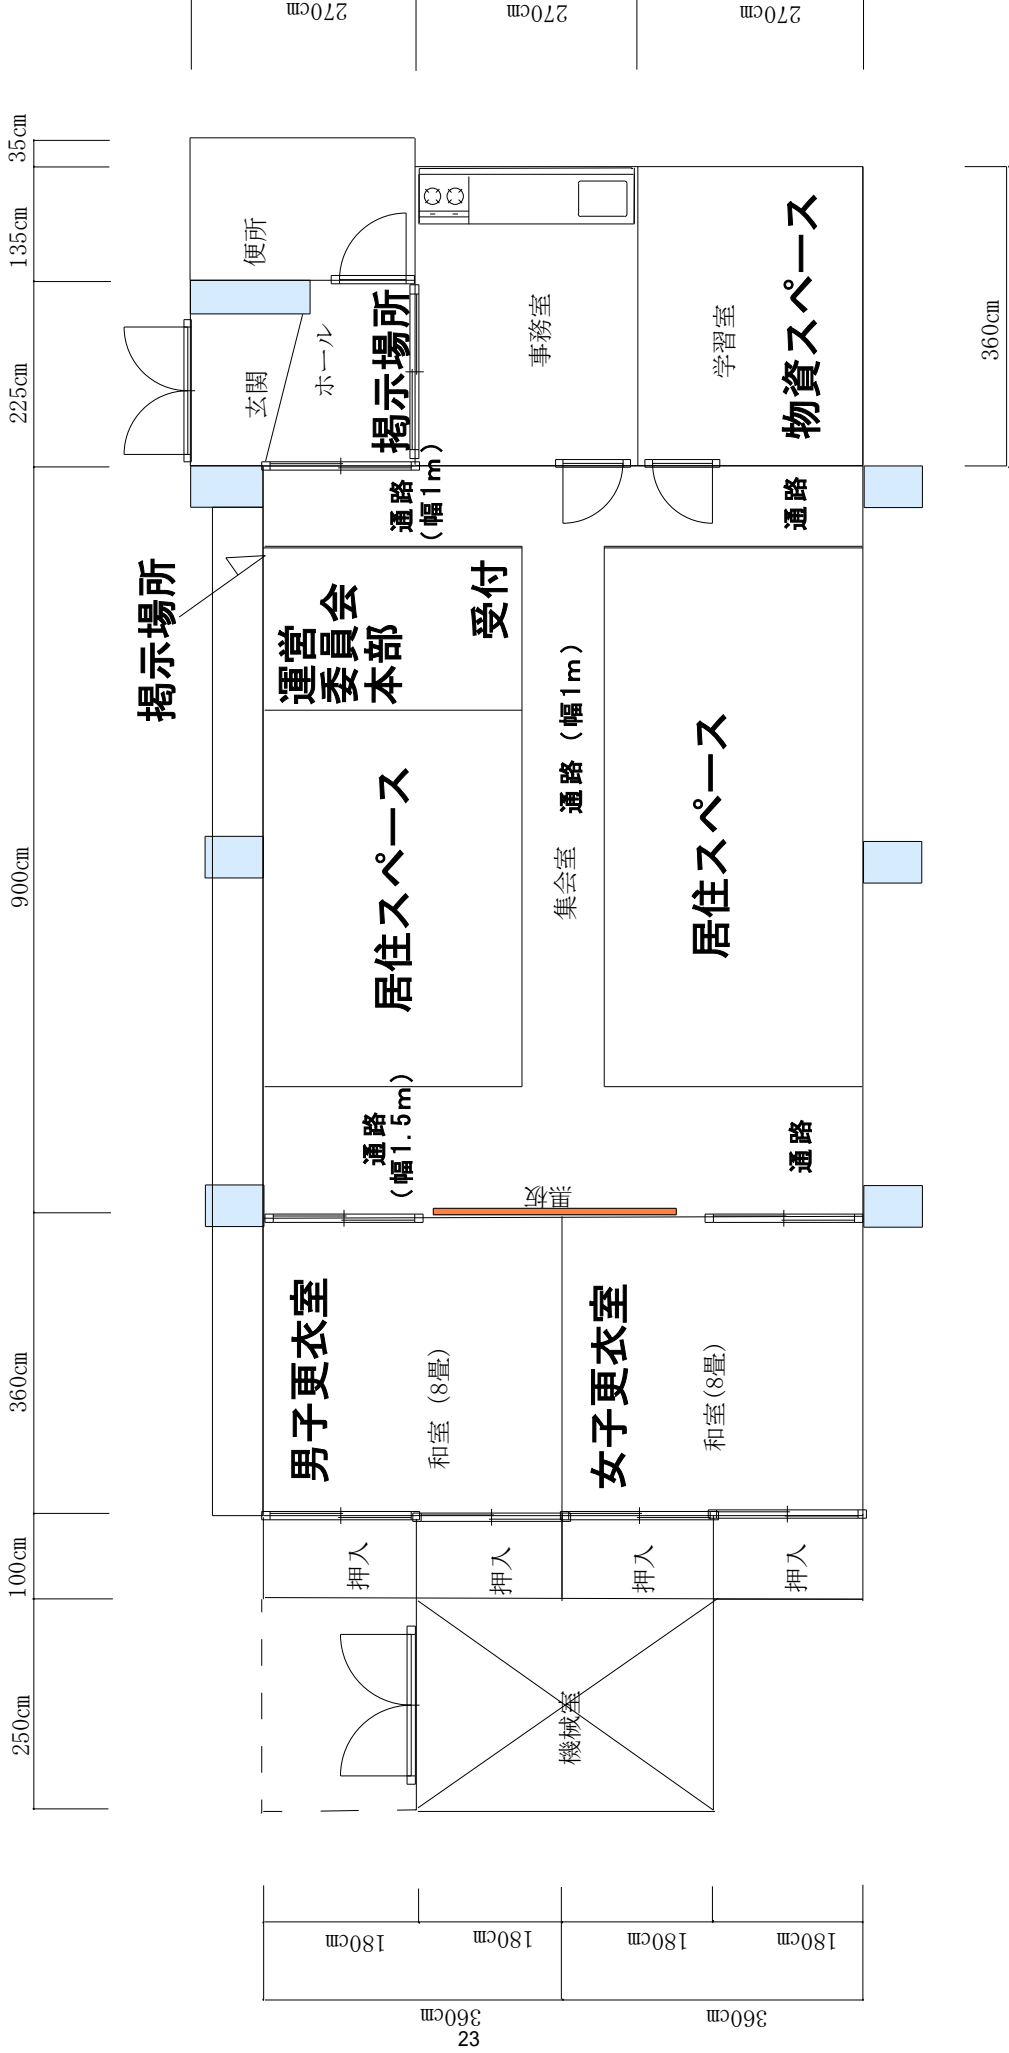 270cm
270cm
270cm
35cm
135cm
225cm
900cm
360cm
100cm
250cm
360cm
便所
玄関
ホール
掲示場所
事務室
学習室
物資スペース
通路
(幅1m)
通路
掲示場所
運営
委員会
本部
受付
通路(幅1m)
集会室
居住スペース
居住スペース
通路
(幅1.5m)
通路
黒板
男子更衣室
和室(8畳)
女子更衣室
和室(8畳)
押入
押入
押入
押入
機械室
180cm
180cm
180cm
180cm
360cm
360cm
23